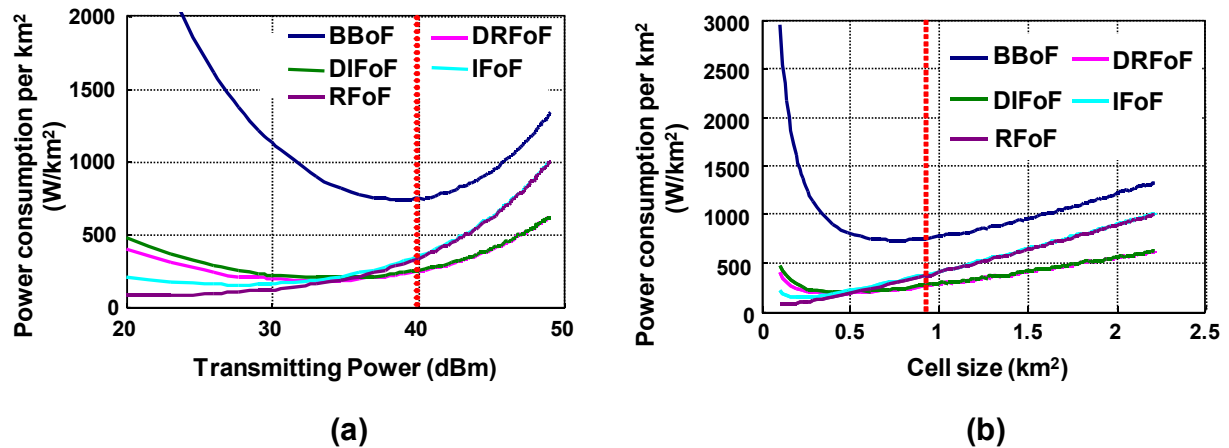 Power consumption per km2
(W/km2)
2000
1500
1000
500
0
20
30
40
50
BBoF
DRFoF
DIFoF
IFoF
RFoF
Transmitting Power (dBm)
(a)
Power consumption per km2
(W/km2)
3000
2500
2000
1500
1000
500
0
0
0.5
1
1.5
2
2.5
BBoF
DRFoF
DIFoF
IFoF
RFoF
Cell size (km2)
(b)